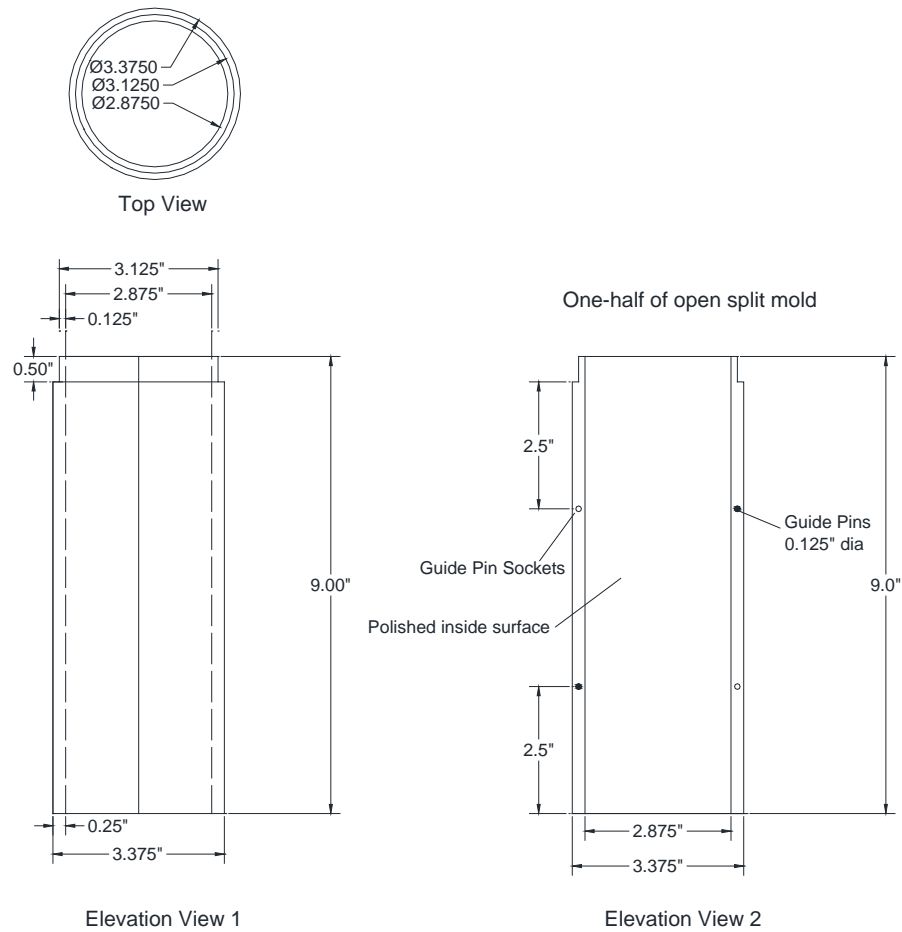 Ø3.3750
Ø3.1250
Ø2.8750
Top View
3.125"
2.875"
0.125"
0.50"
9.00"
0.25"
3.375"
Elevation View 1
One-half of open split mold
2.5"
Guide Pins
0.125" dia
Guide Pin Sockets
9.0"
Polished inside surface
2.5"
2.875"
3.375"
Elevation View 2